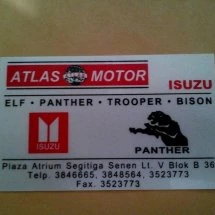 ATLAS MOTOR
ISUZU
ELF • PANTHER • TROOPER • BISON
ISUZU
PANTHER
Plaza Atrium Segitiga Senen Lt. V Blok B 36
Telp. 3846665, 3848564, 3523773
Fax. 3523773